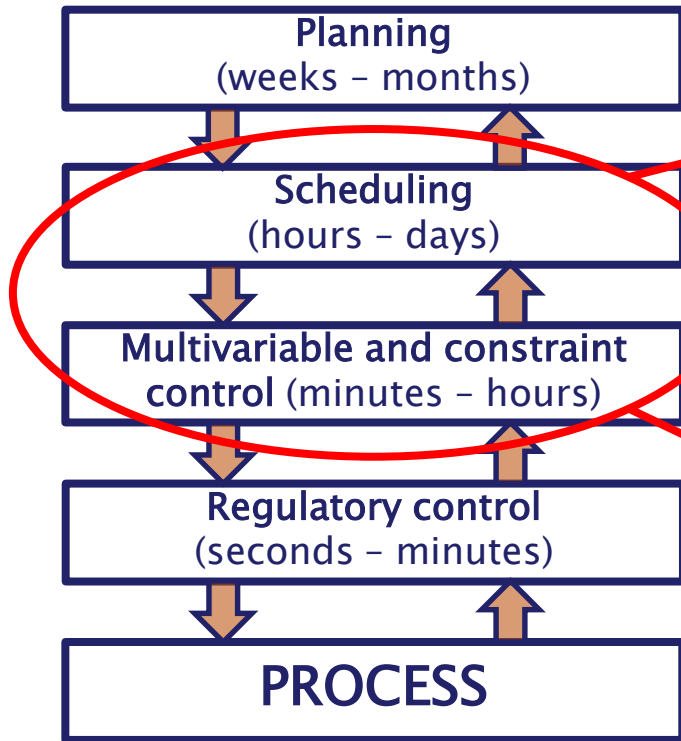 Planning
(weeks – months)
Scheduling
(hours – days)
Multivariable and constraint
control (minutes – hours)
Regulatory control
(seconds – minutes)
PROCESS